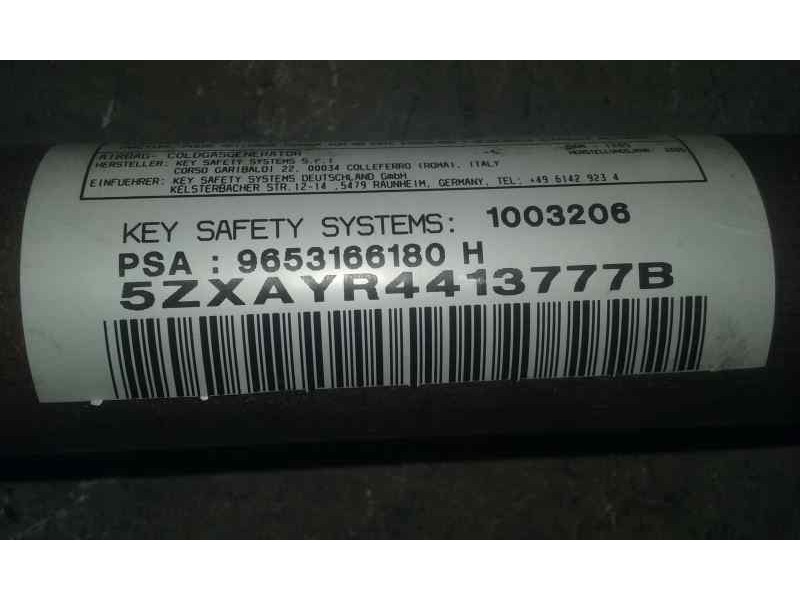 AIRBAG- COLDGASGENERATOR
HERSTELLER: KEY SAFETY SYSTEMS S.r.l
CORSO GARIBALDI 22, 00034 COLLEFERRO (ROMA), ITALY
EINFUEHRER: KEY SAFETY SYSTEMS DEUTSCHLAND GmbH
KELSTERBACHER STR.12-14 ,5479 RAUNHEIM, GERMANY, TEL: +49 6142 923 4
KEY SAFETY SYSTEMS: 1003206
PSA : 9653166180 H
5ZXAYR4413777B